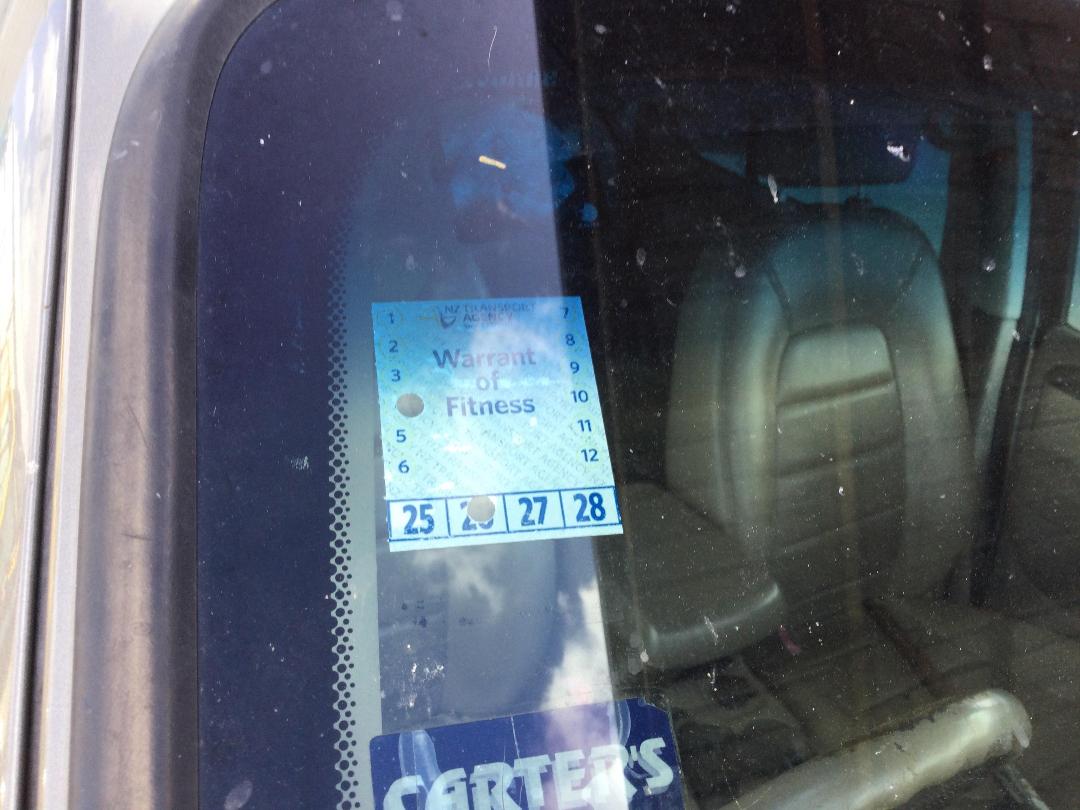 NZ TRANSPORT
AGENCY
1 7
2 8
3 9
10
5 11
6 12
Warrant
of
Fitness
25 26 27 28
CARTER'S